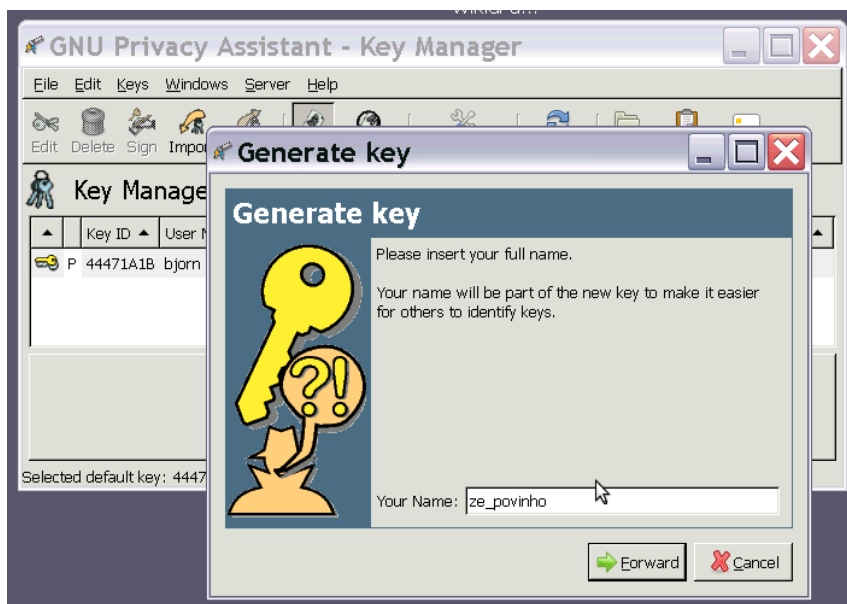 GNU Privacy Assistant - Key Manager
File Edit Keys Windows Server Help
Edit Delete Sign Impo
Key Manage
Key ID User N
P 44471A1B bjorn
Selected default key: 4447
Generate key
Generate key
Please insert your full name.
Your name will be part of the new key to make it easier
for others to identify keys.
?!
Your Name: ze_povinho
Forward Cancel